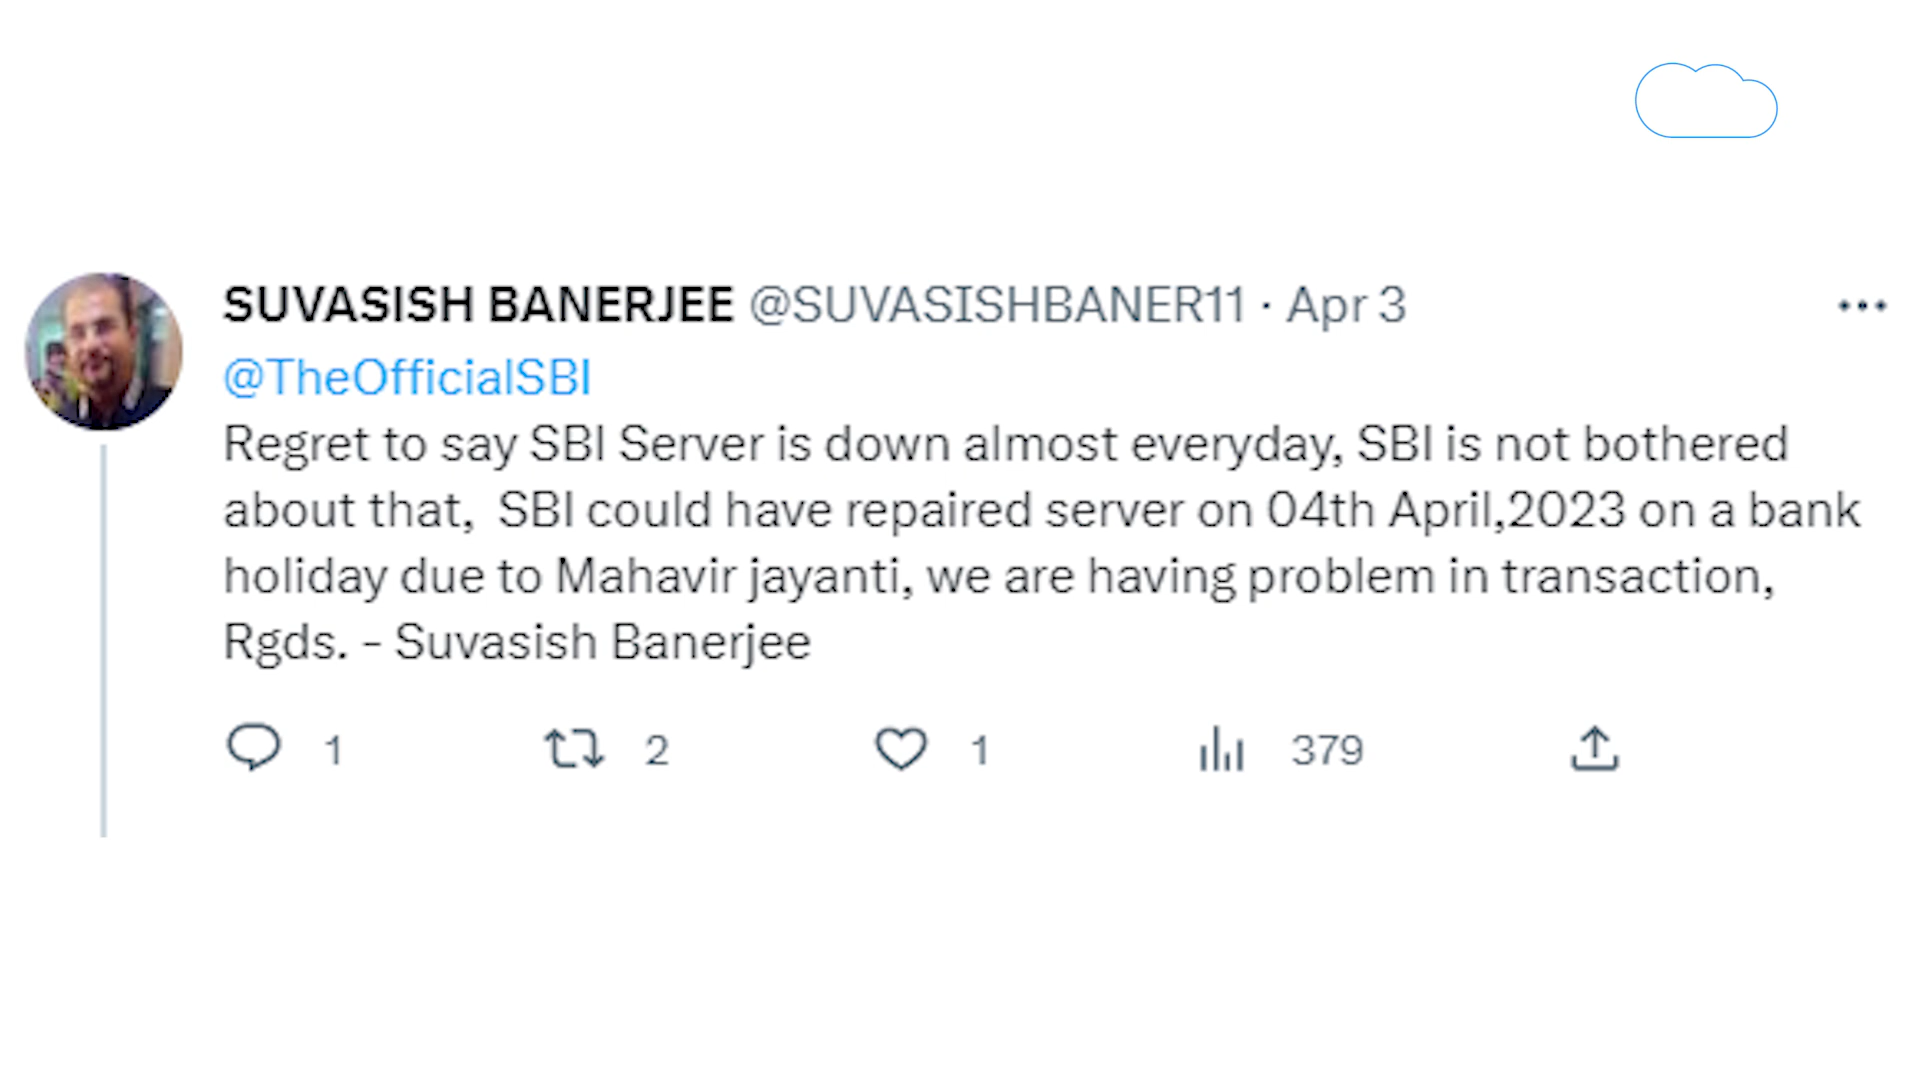 SUVASISH BANERJEE @SUVASISHBANER11 · Apr 3
@TheOfficialSBI
Regret to say SBI Server is down almost everyday, SBI is not bothered
about that,  SBI could have repaired server on 04th April,2023 on a bank
holiday due to Mahavir jayanti, we are having problem in transaction,
Rgds. - Suvasish Banerjee
1 2 1 379